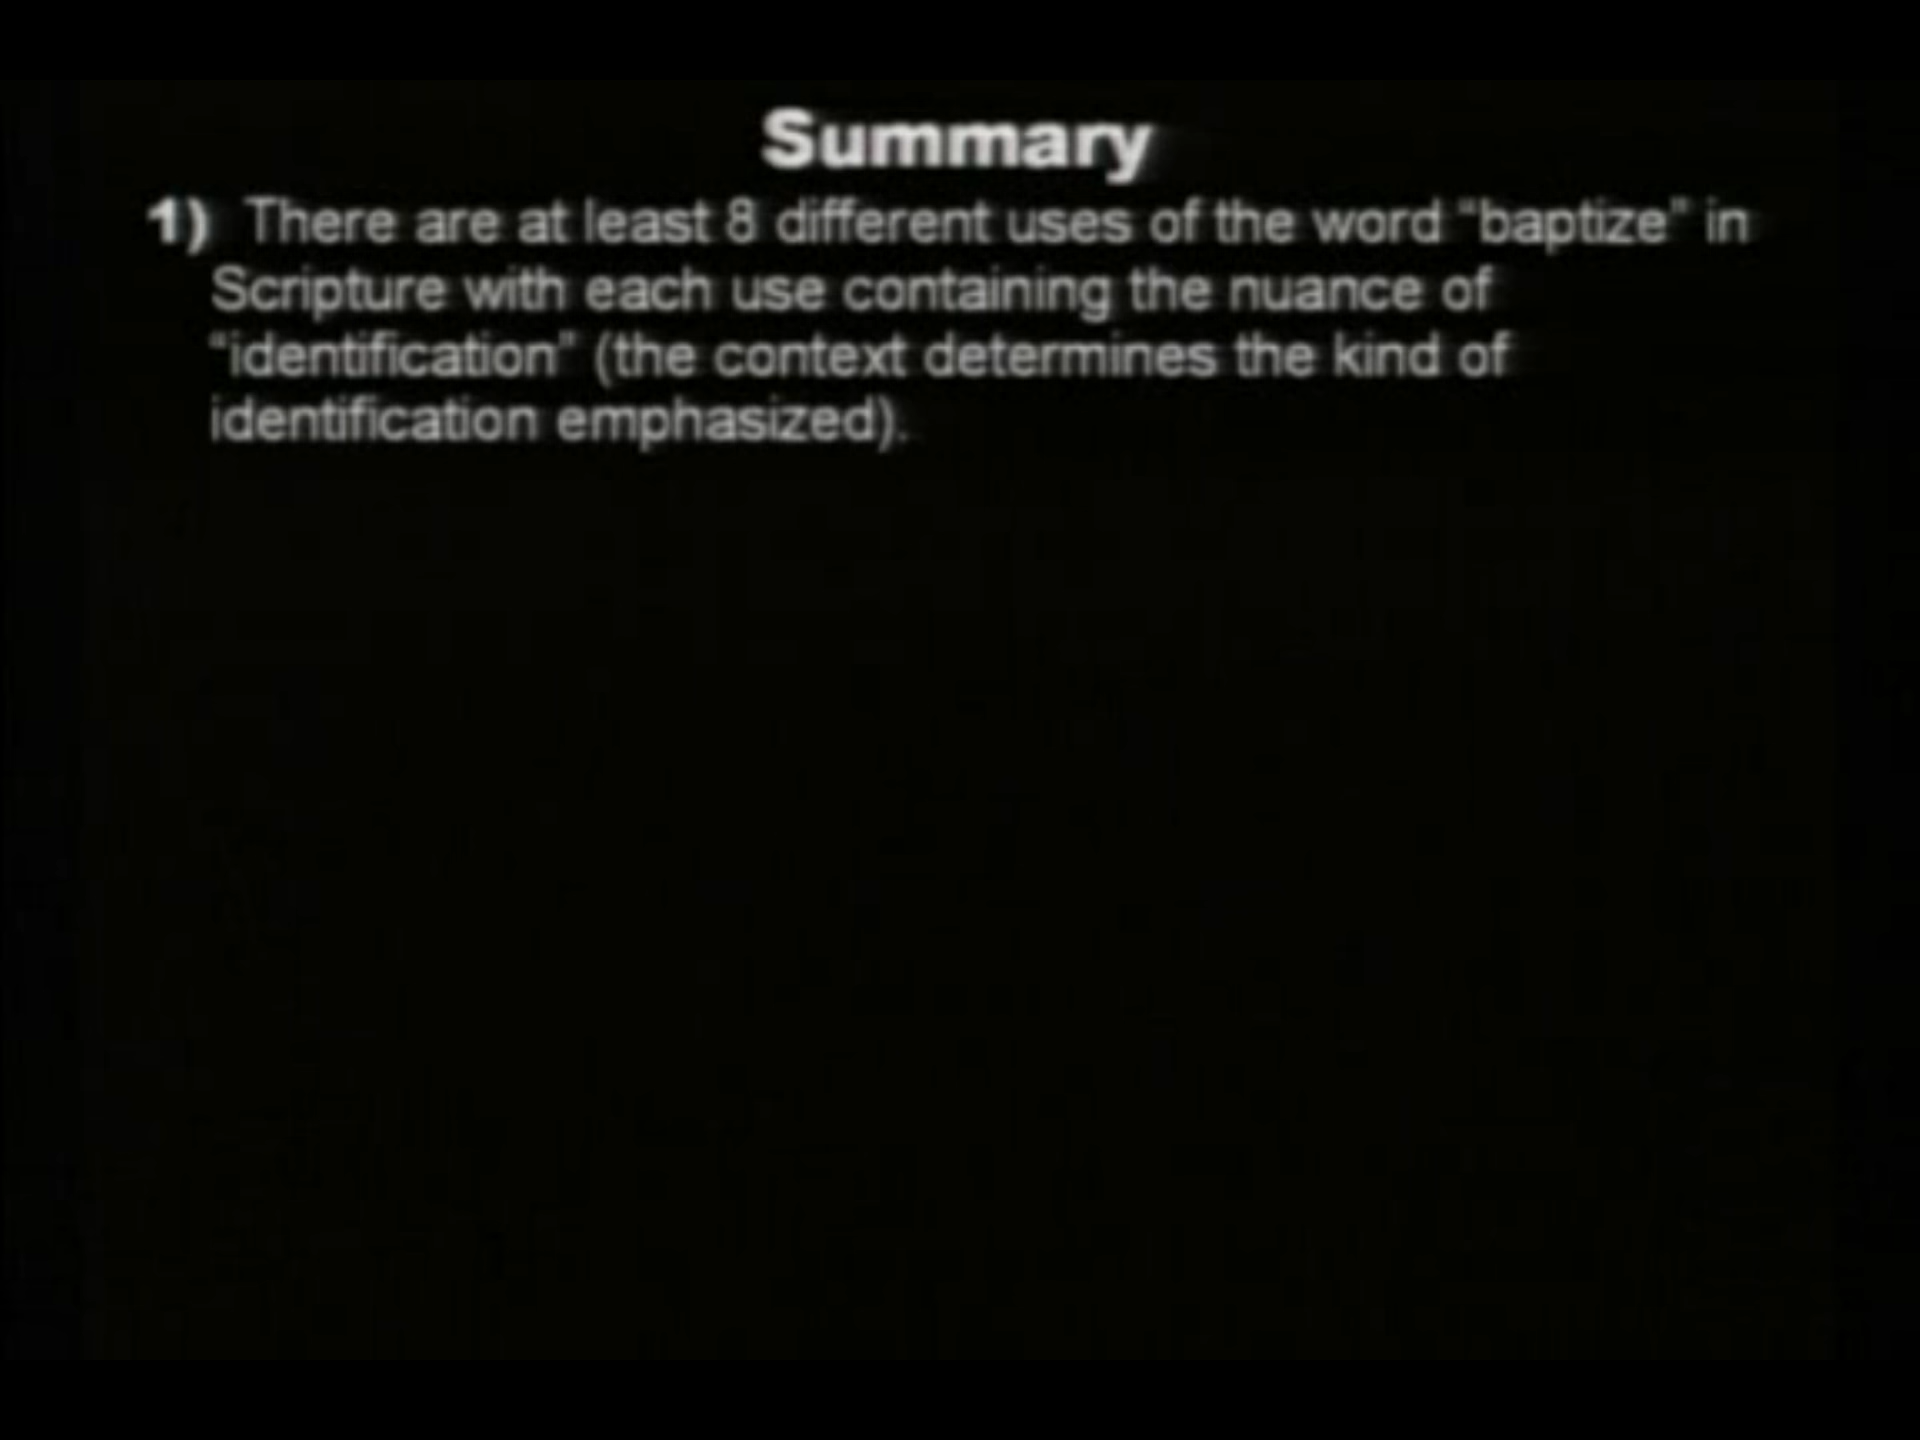 Summary
1) There are at least 8 different uses of the word “baptize” in
Scripture with each use containing the nuance of
“identification” (the context determines the kind of
identification emphasized).